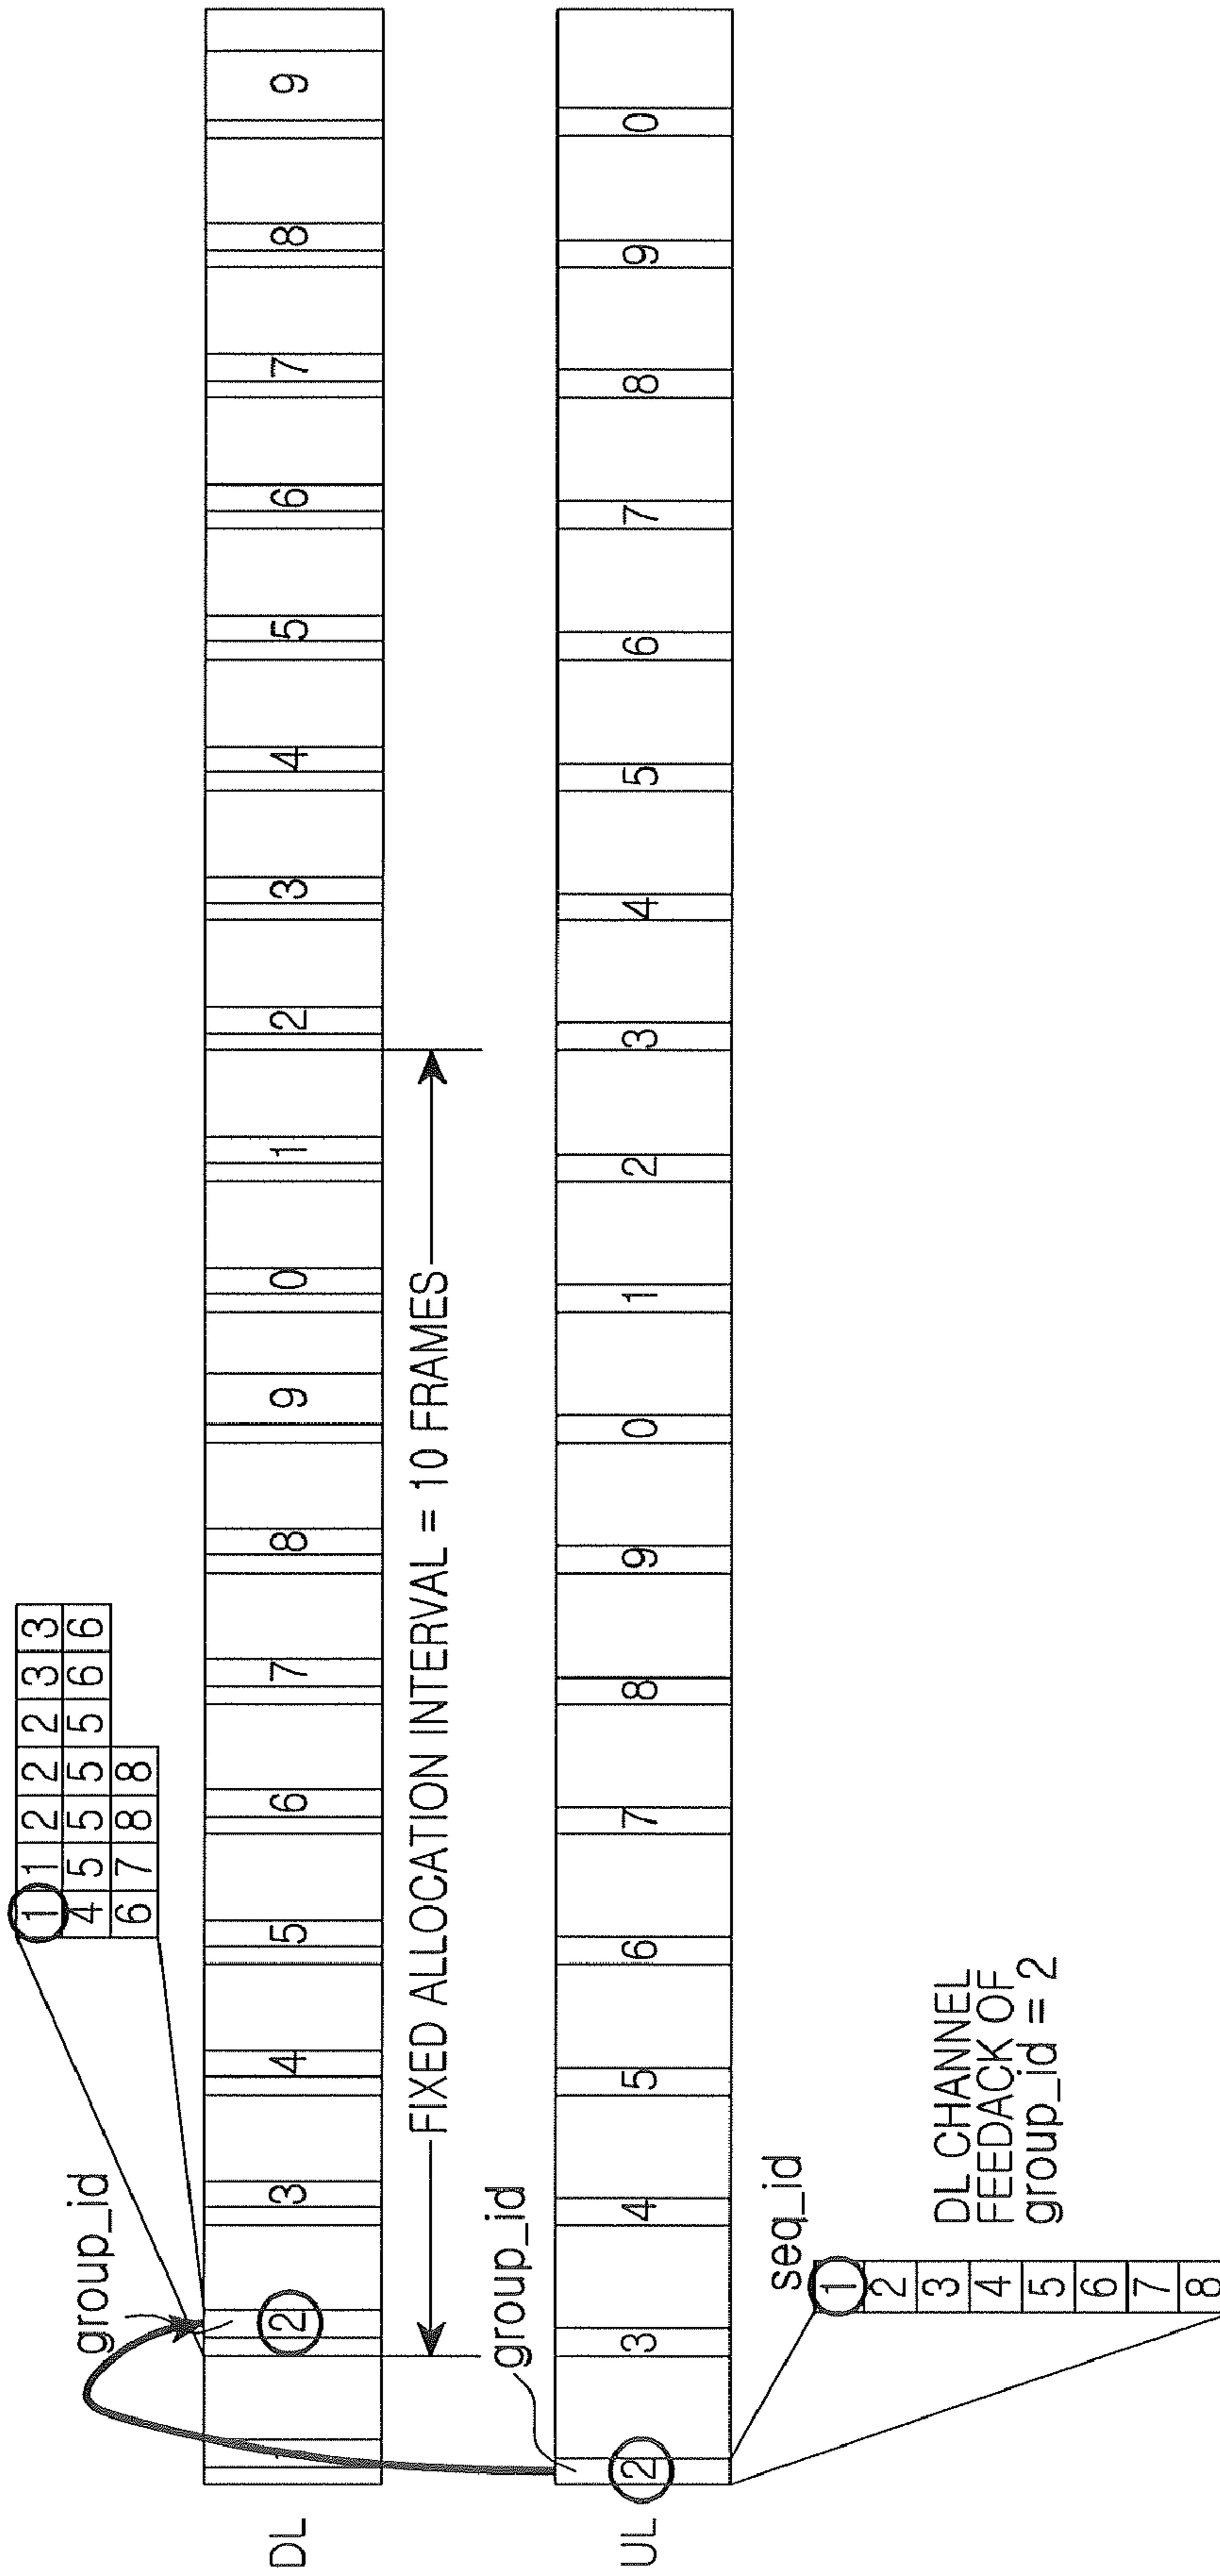 1 1 2 2 2 3 3
4 5 5 5 5 6 6
6 7 8 8
group_id
DL 1 2 3 4 5 6 7 8 9 0 1 2 3 4 5 6 7 8 9
FIXED ALLOCATION INTERVAL = 10 FRAMES
group_id
UL 2 3 4 5 6 7 8 9 0 1 2 3 4 5 6 7 8 9 0
seq_id
1
2
3
4
5
6
7
8
DL CHANNEL
FEEDACK OF
group_id = 2